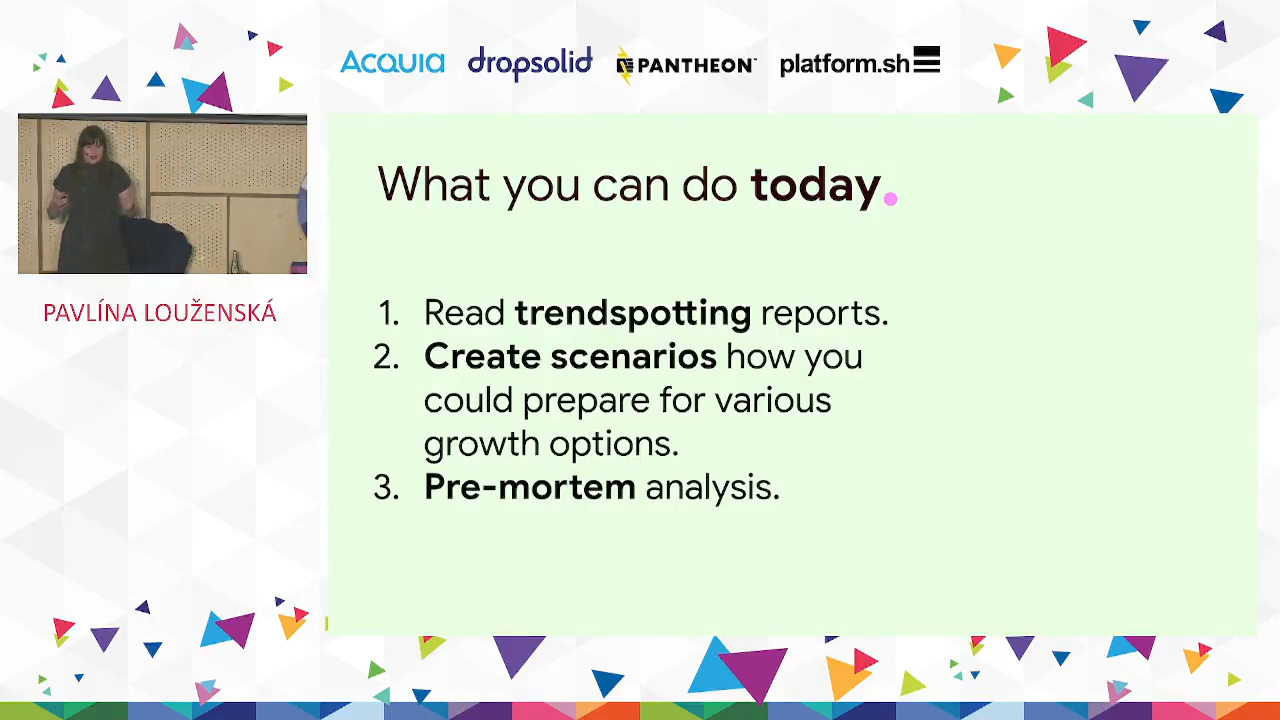 ACQUIA dropsolid PANTHEON platform.sh
What you can do today.
PAVLÍNA LOUŽENSKÁ
1. Read trendspotting reports.
2. Create scenarios how you
could prepare for various
growth options.
3. Pre-mortem analysis.